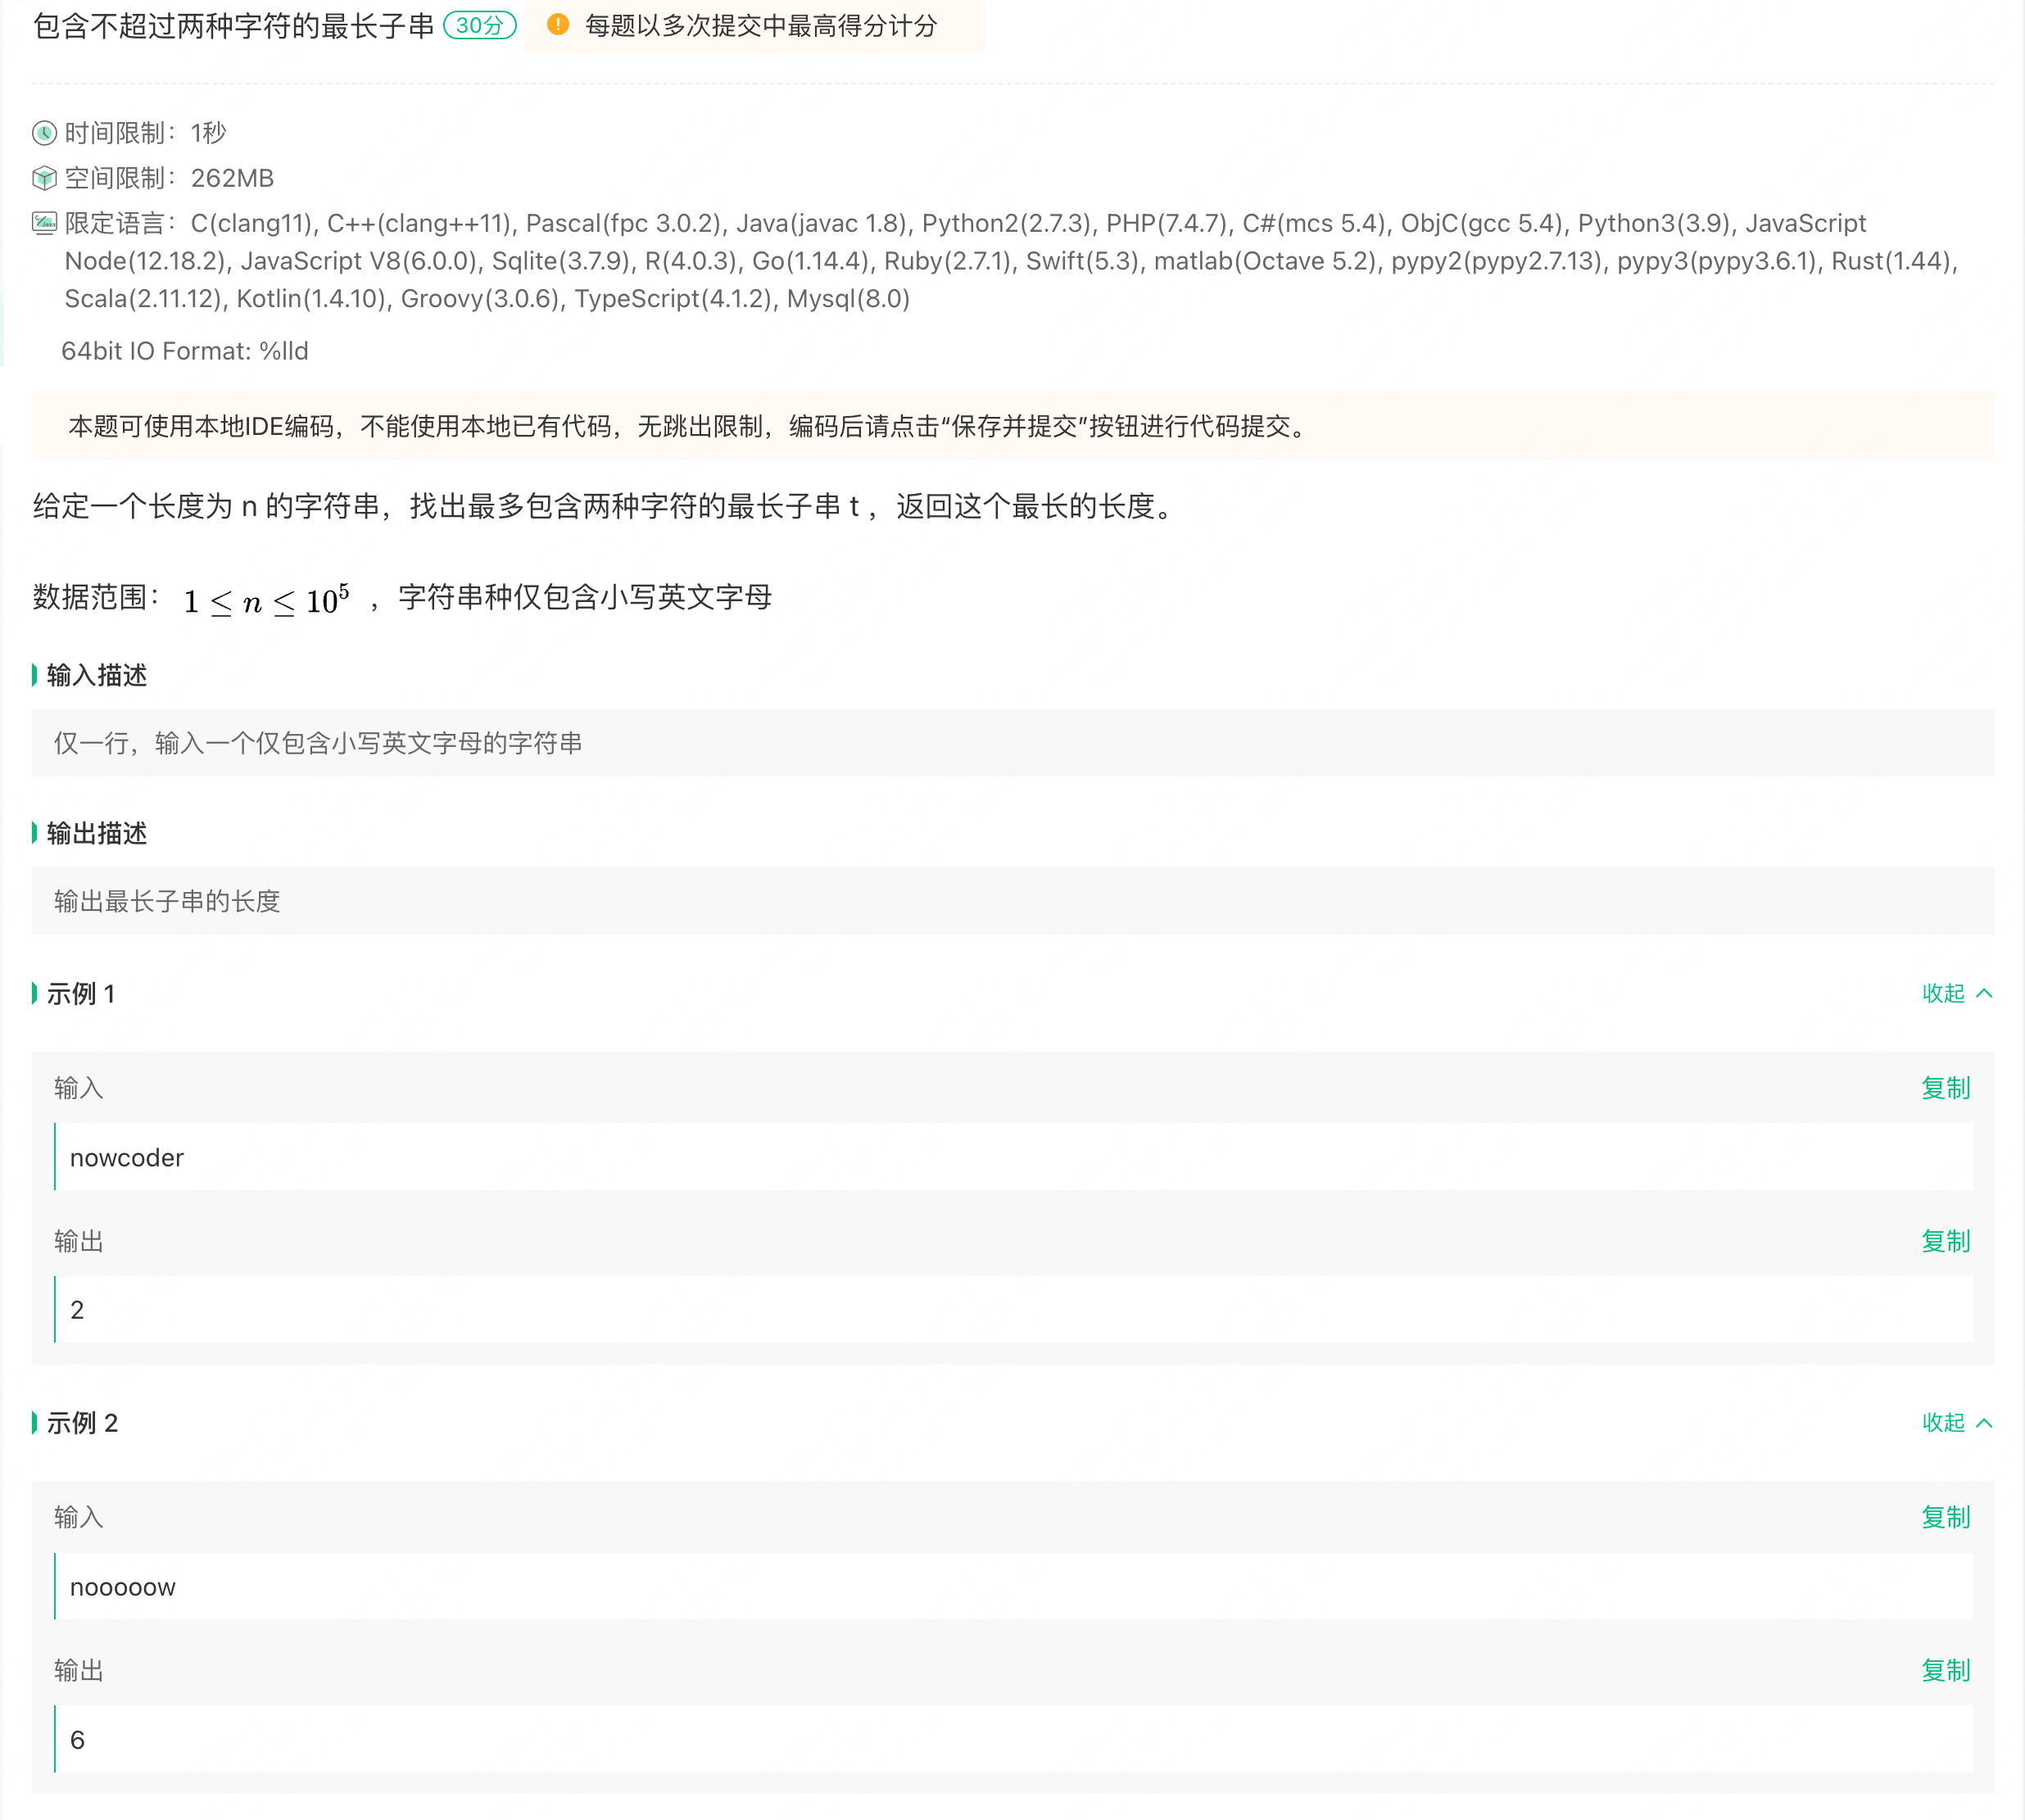 包含不超过两种字符的最长子串 30分 ! 每题以多次提交中最高得分计分
时间限制：1秒
空间限制：262MB
限定语言：C(clang11), C++(clang++11), Pascal(fpc 3.0.2), Java(javac 1.8), Python2(2.7.3), PHP(7.4.7), C#(mcs 5.4), ObjC(gcc 5.4), Python3(3.9), JavaScript
Node(12.18.2), JavaScript V8(6.0.0), Sqlite(3.7.9), R(4.0.3), Go(1.14.4), Ruby(2.7.1), Swift(5.3), matlab(Octave 5.2), pypy2(pypy2.7.13), pypy3(pypy3.6.1), Rust(1.44),
Scala(2.11.12), Kotlin(1.4.10), Groovy(3.0.6), TypeScript(4.1.2), Mysql(8.0)
64bit IO Format: %lld
本题可使用本地IDE编码，不能使用本地已有代码，无跳出限制，编码后请点击“保存并提交”按钮进行代码提交。
给定一个长度为 n 的字符串，找出最多包含两种字符的最长子串 t ，返回这个最长的长度。
数据范围： 1 ≤ n ≤ 10⁵ ，字符串种仅包含小写英文字母
输入描述
仅一行，输入一个仅包含小写英文字母的字符串
输出描述
输出最长子串的长度
示例 1 收起
输入 复制
nowcoder
输出 复制
2
示例 2 收起
输入 复制
nooooow
输出 复制
6